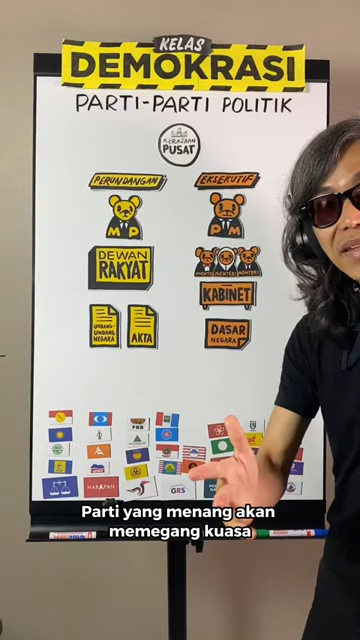 KELAS
DEMOKRASI
PARTI-PARTI POLITIK
KERAJAAN
PUSAT
PERUNDANGAN
EKSEKUTIF
MP
PM
DEWAN
RAKYAT
MENTERI MENTERI
KABINET
UNDANG-
UNDANG
NEGARA
AKTA
DASAR
NEGARA
PBB
HARAPAN
GRS
Parti yang menang akan
memegang kuasa